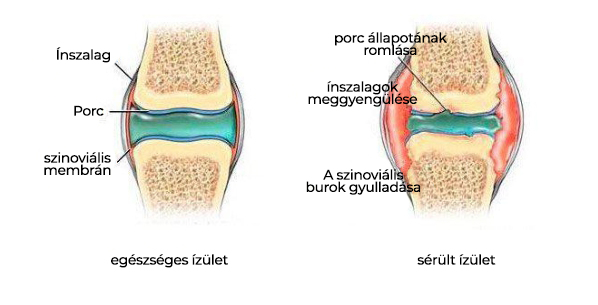 Ínszalag
Porc
szinoviális
membrán
egészséges ízület
porc állapotának
romlása
ínszalagok
meggyengülése
A szinoviális
burok gyulladása
sérült ízület